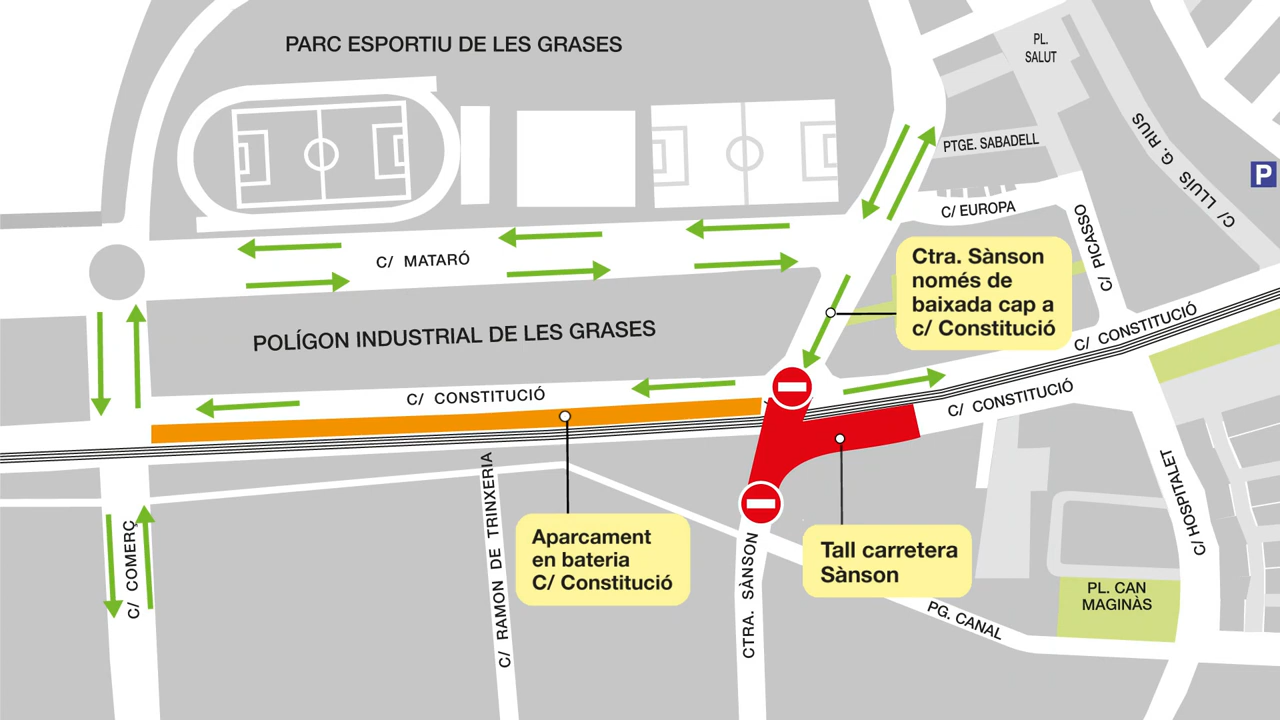 PARC ESPORTIU DE LES GRASES
PL.
SALUT
C/ LLUÍS G. RIUS
PTGE. SABADELL
P
C/ EUROPA
C/ PICASSO
C/ MATARÓ
Ctra. Sànson
només de
baixada cap a
c/ Constitució
POLÍGON INDUSTRIAL DE LES GRASES
C/ CONSTITUCIÓ
C/ CONSTITUCIÓ
C/ CONSTITUCIÓ
C/ COMERÇ
C/ RAMON DE TRINXERIA
Aparcament
en bateria
C/ Constitució
CTRA. SÀNSON
Tall carretera
Sànson
C/HOSPITALET
PL. CAN
MAGINÀS
PG. CANAL